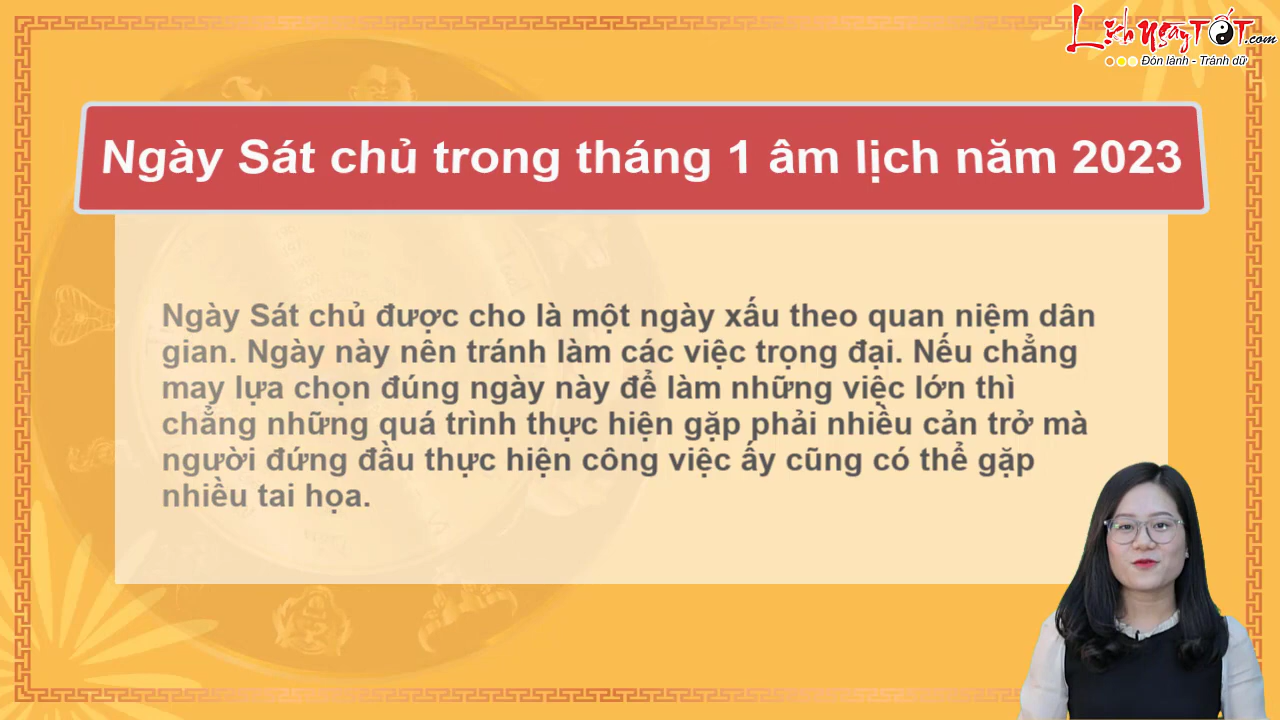 Lịch ngày TỐT.com
Đón lành - Tránh dữ
Ngày Sát chủ trong tháng 1 âm lịch năm 2023
Ngày Sát chủ được cho là một ngày xấu theo quan niệm dân
gian. Ngày này nên tránh làm các việc trọng đại. Nếu chẳng
may lựa chọn đúng ngày này để làm những việc lớn thì
chẳng những quá trình thực hiện gặp phải nhiều cản trở mà
người đứng đầu thực hiện công việc ấy cũng có thể gặp
nhiều tai họa.